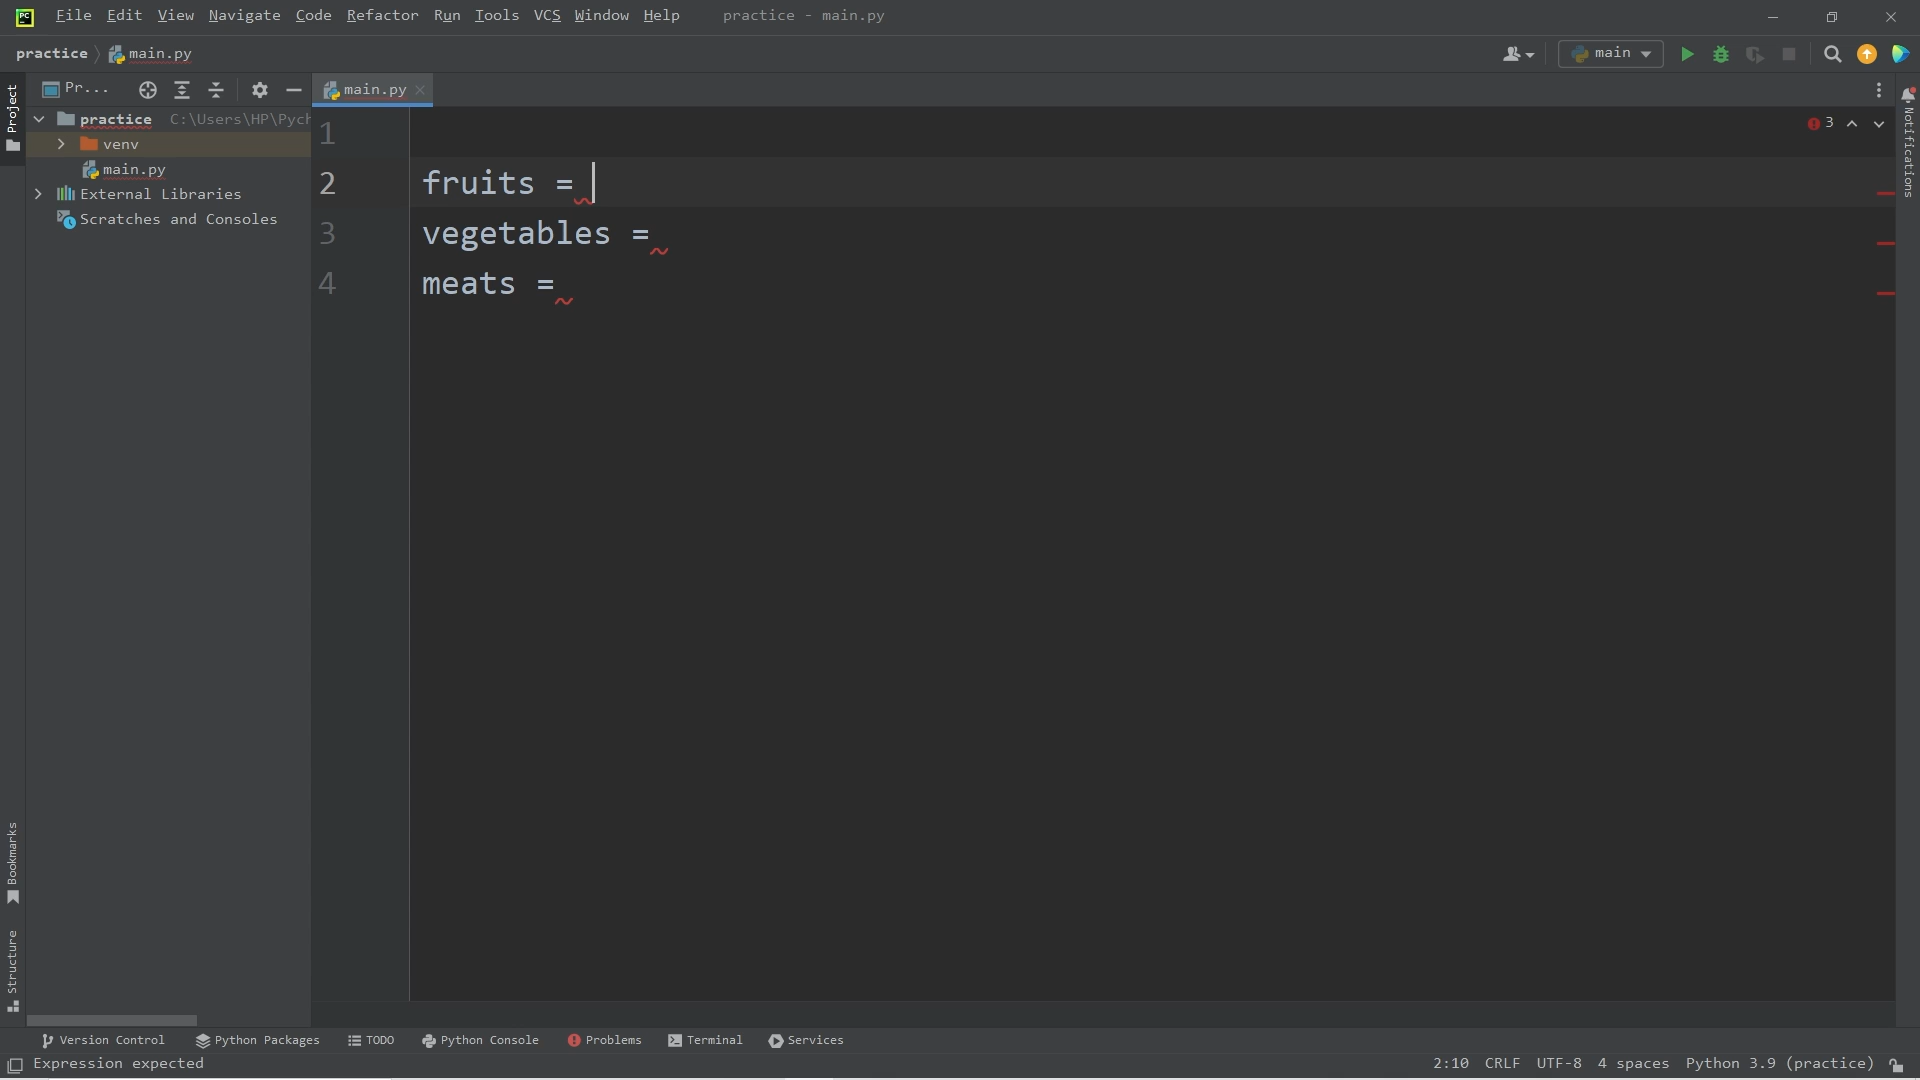 PC
File Edit View Navigate Code Refactor Run Tools VCS Window Help practice - main.py
practice main.py main
Project
Pr... main.py
3
Notifications
practice C:\Users\HP\Pych
venv
main.py
External Libraries
Scratches and Consoles
1
2 fruits =
3 vegetables =
4 meats =
Bookmarks
Structure
Version Control Python Packages TODO Python Console Problems Terminal Services
Expression expected 2:10 CRLF UTF-8 4 spaces Python 3.9 (practice)